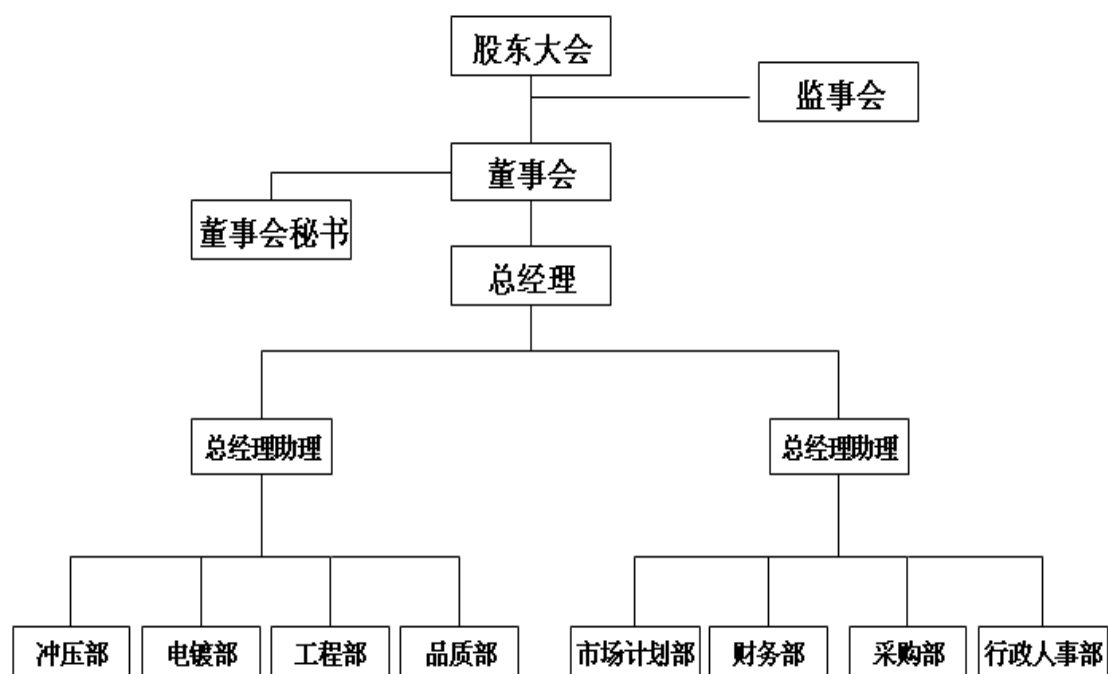 股东大会
监事会
董事会
董事会秘书
总经理
总经理助理
总经理助理
冲压部
电镀部
工程部
品质部
市场计划部
财务部
采购部
行政人事部